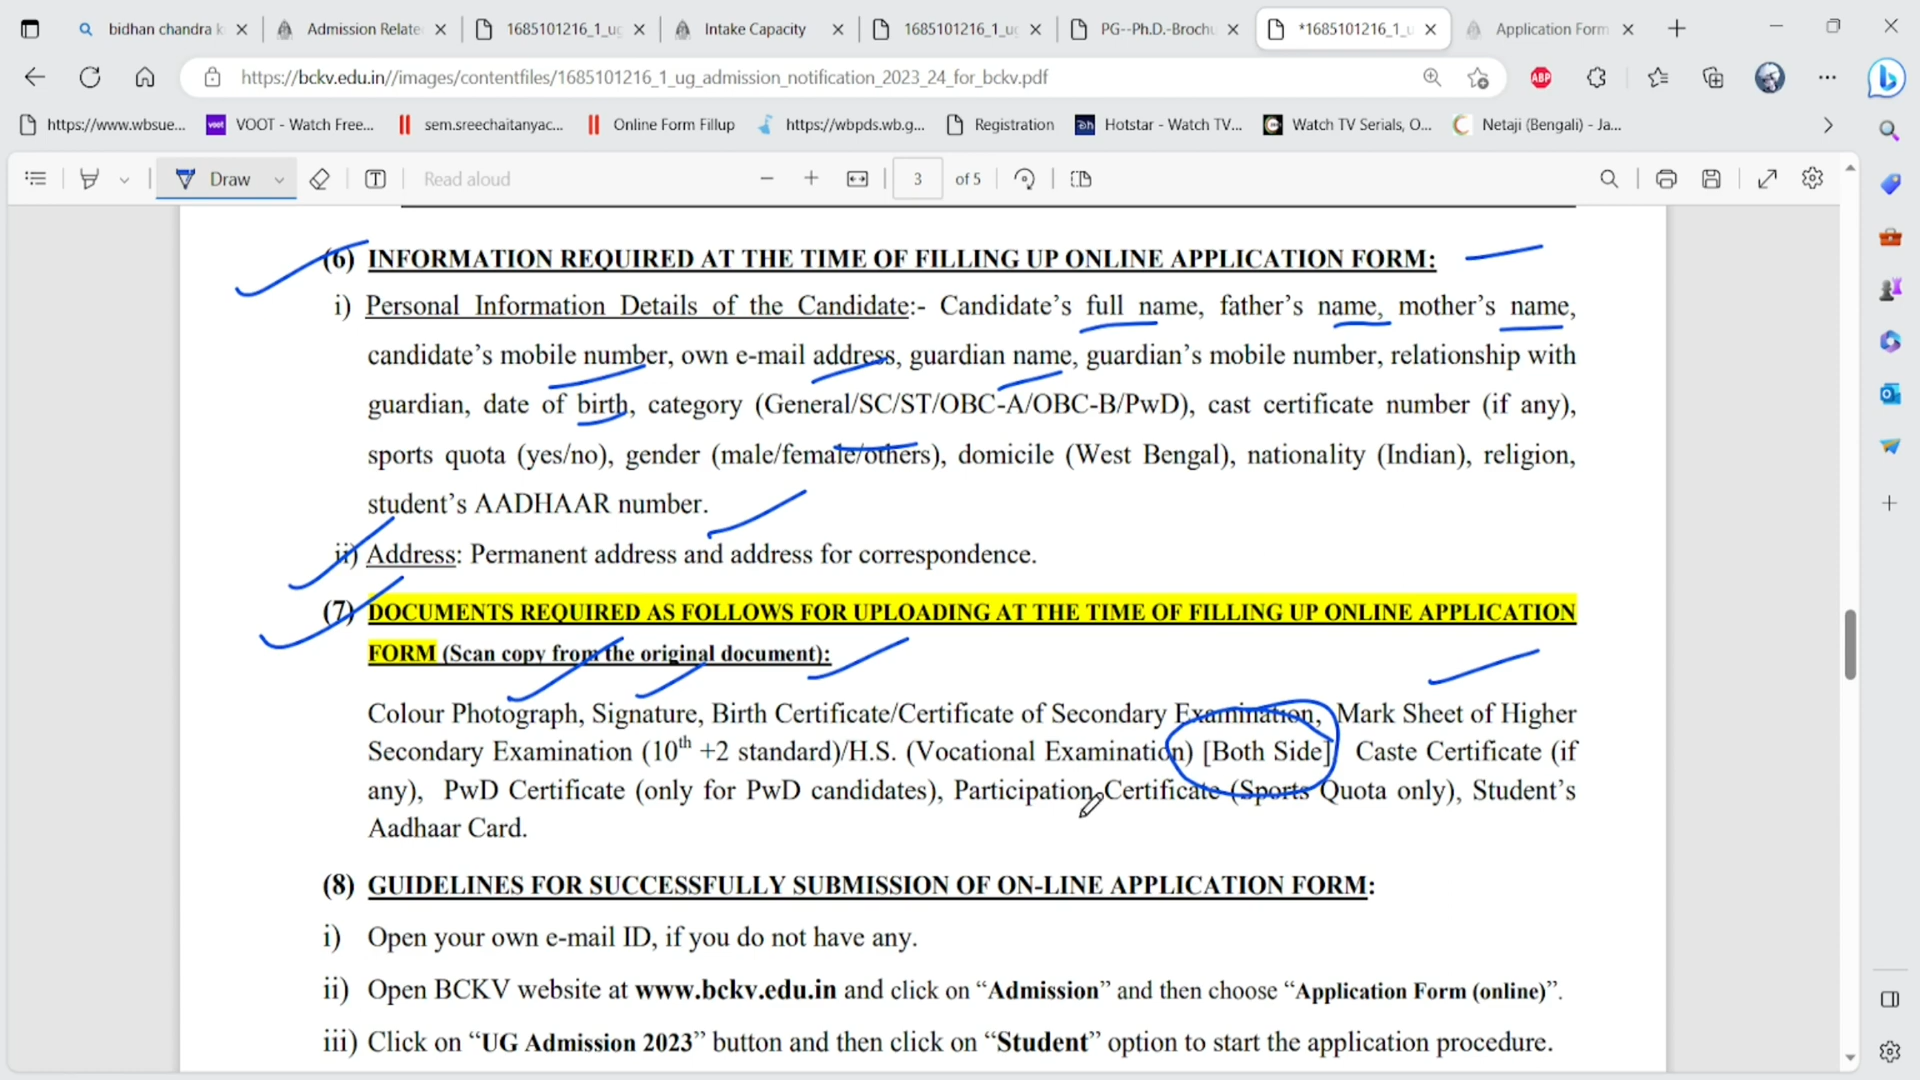 bidhan chandra k
Admission Relate
1685101216_1_ug
Intake Capacity
1685101216_1_ug
PG--Ph.D.-Brochu
*1685101216_1_u
Application Form
https://bckv.edu.in//images/contentfiles/1685101216_1_ug_admission_notification_2023_24_for_bckv.pdf
ABP
https://www.wbsue...
voot
VOOT - Watch Free...
sem.sreechaitanyac...
Online Form Fillup
https://wbpds.wb.g...
Registration
Hotstar - Watch TV...
Watch TV Serials, O...
Netaji (Bengali) - Ja...
Draw
Read aloud
3 of 5
(6) INFORMATION REQUIRED AT THE TIME OF FILLING UP ONLINE APPLICATION FORM:
i) Personal Information Details of the Candidate:- Candidate’s full name, father’s name, mother’s name,
candidate’s mobile number, own e-mail address, guardian name, guardian’s mobile number, relationship with
guardian, date of birth, category (General/SC/ST/OBC-A/OBC-B/PwD), cast certificate number (if any),
sports quota (yes/no), gender (male/female/others), domicile (West Bengal), nationality (Indian), religion,
student’s AADHAAR number.
ii) Address: Permanent address and address for correspondence.
(7) DOCUMENTS REQUIRED AS FOLLOWS FOR UPLOADING AT THE TIME OF FILLING UP ONLINE APPLICATION
FORM (Scan copy from the original document):
Colour Photograph, Signature, Birth Certificate/Certificate of Secondary Examination, Mark Sheet of Higher
Secondary Examination (10th +2 standard)/H.S. (Vocational Examination) [Both Side] Caste Certificate (if
any), PwD Certificate (only for PwD candidates), Participation Certificate (Sports Quota only), Student’s
Aadhaar Card.
(8) GUIDELINES FOR SUCCESSFULLY SUBMISSION OF ON-LINE APPLICATION FORM:
i) Open your own e-mail ID, if you do not have any.
ii) Open BCKV website at www.bckv.edu.in and click on “Admission” and then choose “Application Form (online)”.
iii) Click on “UG Admission 2023” button and then click on “Student” option to start the application procedure.